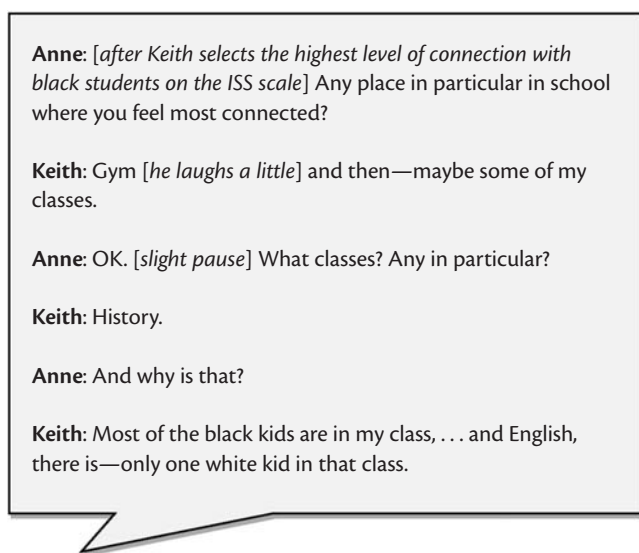 Anne: [after Keith selects the highest level of connection with
black students on the ISS scale] Any place in particular in school
where you feel most connected?
Keith: Gym [he laughs a little] and then—maybe some of my
classes.
Anne: OK. [slight pause] What classes? Any in particular?
Keith: History.
Anne: And why is that?
Keith: Most of the black kids are in my class, . . . and English,
there is—only one white kid in that class.